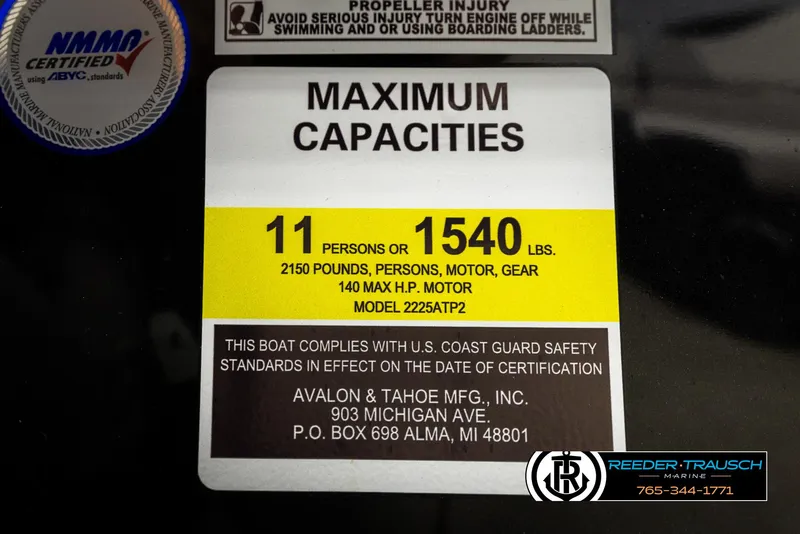 PROPELLER INJURY
AVOID SERIOUS INJURY TURN ENGINE OFF WHILE
SWIMMING AND OR USING BOARDING LADDERS.
NATIONAL MARINE MANUFACTURERS ASSOCIATION
NMMA
CERTIFIED
using ABYC standards
MAXIMUM
CAPACITIES
11 PERSONS OR 1540 LBS.
2150 POUNDS, PERSONS, MOTOR, GEAR
140 MAX H.P. MOTOR
MODEL 2225ATP2
THIS BOAT COMPLIES WITH U.S. COAST GUARD SAFETY
STANDARDS IN EFFECT ON THE DATE OF CERTIFICATION
AVALON & TAHOE MFG., INC.
903 MICHIGAN AVE.
P.O. BOX 698 ALMA, MI 48801
RT
REEDER·TRAUSCH
MARINE
765-344-1771